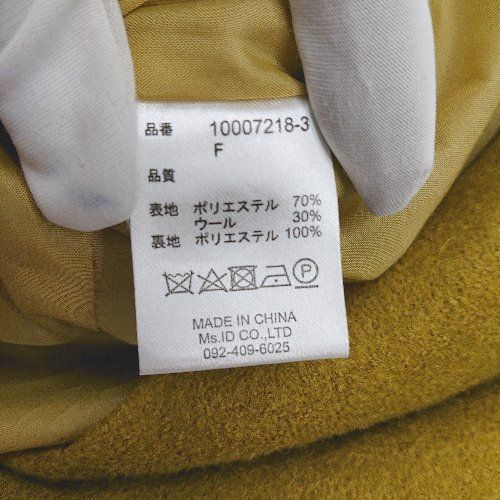 品番 10007218-3
F
品質
表地 ポリエステル 70%
ウール 30%
裏地 ポリエステル 100%
P
MADE IN CHINA
Ms.ID CO.,LTD
092-409-6025